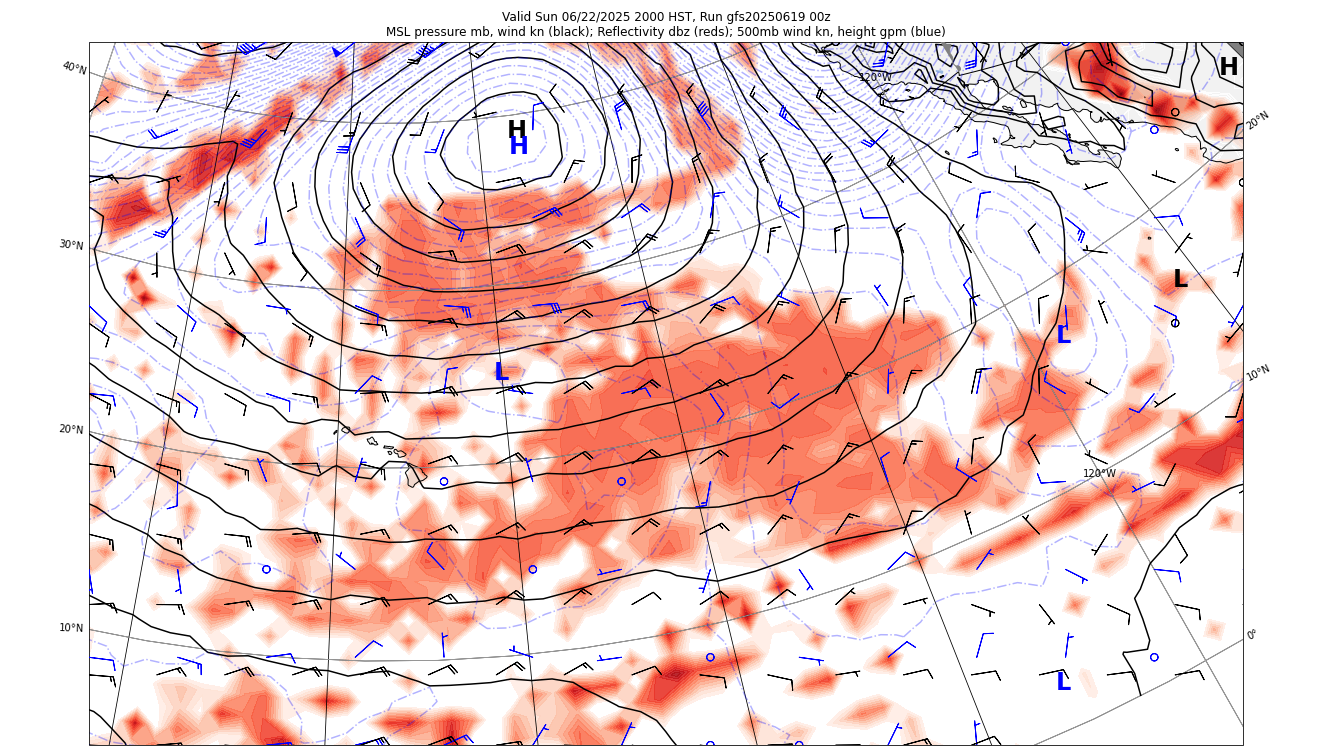 Valid Sun 06/22/2025 2000 HST, Run gfs20250619 00z
MSL pressure mb, wind kn (black); Reflectivity dbz (reds); 500mb wind kn, height gpm (blue)
40°N
120°W
H
20°N
H
H
30°N
L
L
L
10°N
20°N
120°W
10°N
0°
L